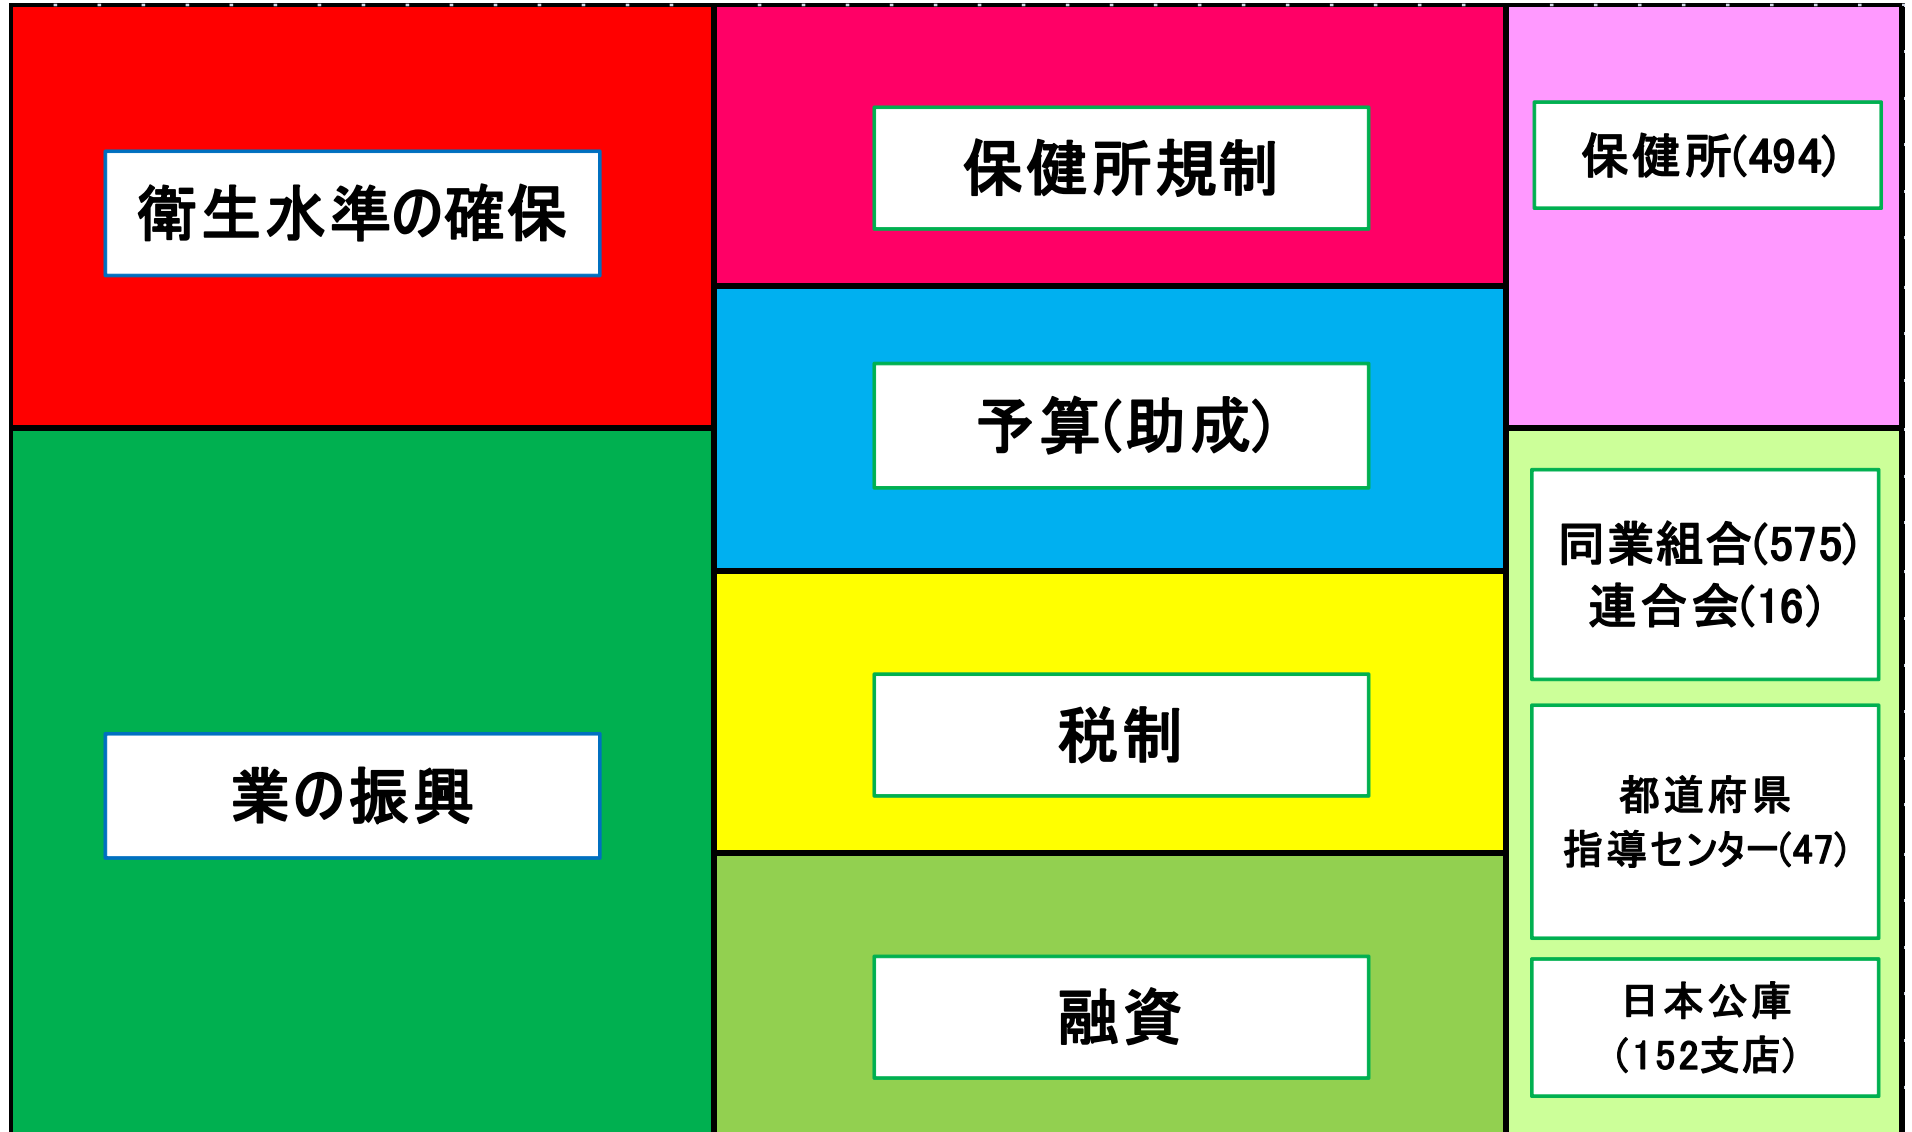 衛生水準の確保
業の振興
保健所規制
予算(助成)
税制
融資
保健所(494)
同業組合(575)
連合会(16)
都道府県
指導センター(47)
日本公庫
(152支店)